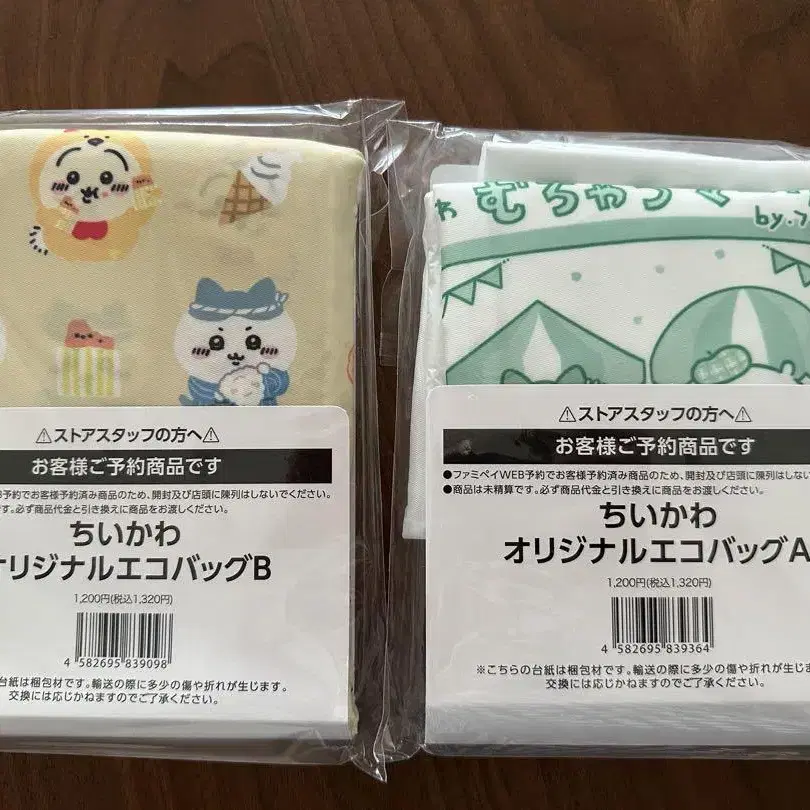 ⚠ストアスタッフの方へ⚠
お客様ご予約商品です
B予約でお客様予約済み商品のため、開封及び店頭に陳列はしないでください。
す。必ず商品代金と引き換えに商品をお渡しください。
ちいかわ
オリジナルエコバッグB
1,200円(税込1,320円)
4 582695 839098
台紙は梱包材です。輸送の際に多少の傷や折れが生じます。
交換には応じかねますのでご了承ください。
むちゃうマ
by.
⚠ストアスタッフの方へ⚠
お客様ご予約商品です
●ファミペイWEB予約でお客様予約済み商品のため、開封及び店頭に陳列はしない
●商品は未精算です。必ず商品代金と引き換えに商品をお渡しください。
ちいかわ
オリジナルエコバッグA
1,200円(税込1,320円)
4 582695 839364
※こちらの台紙は梱包材です。輸送の際に多少の傷や折れが生じま
交換には応じかねますのでご了承ください。